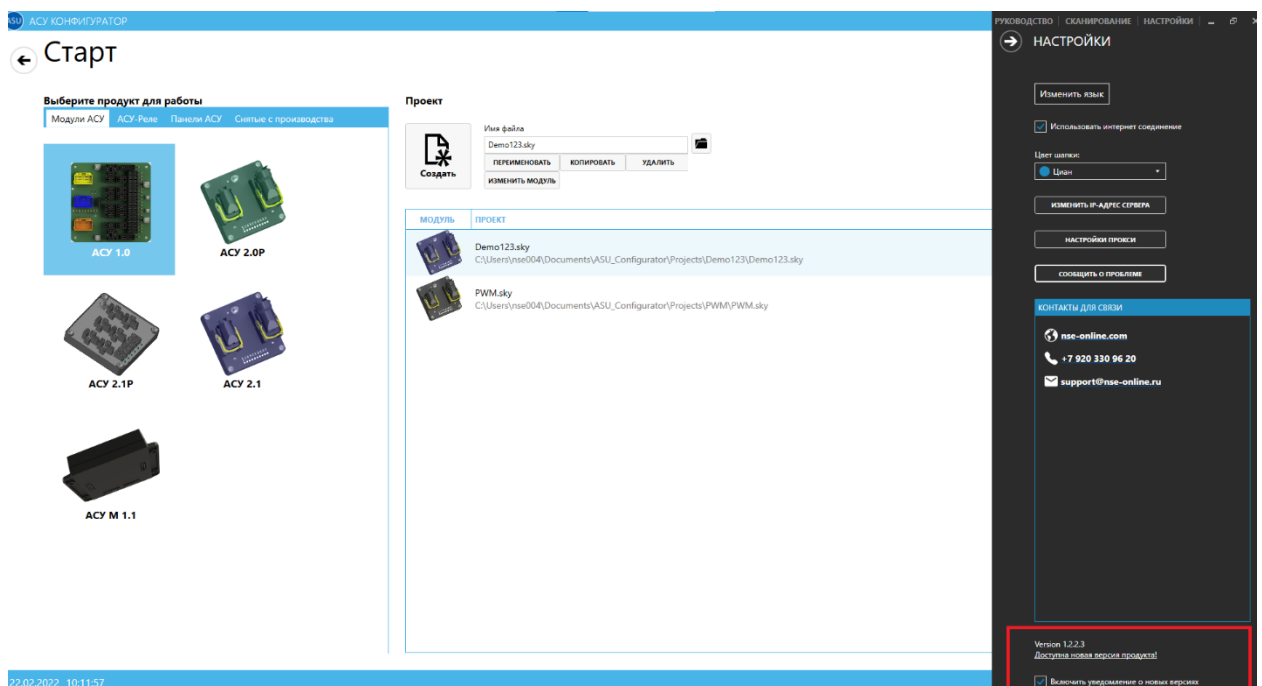 ASU АСУ КОНФИГУРАТОР
РУКОВОДСТВО | СКАНИРОВАНИЕ | НАСТРОЙКИ
Старт
Выберите продукт для работы
Модули АСУ АСУ-Реле Панели АСУ Снятые с производства
АСУ 1.0
АСУ 2.0Р
АСУ 2.1Р
АСУ 2.1
АСУ М 1.1
Проект
Создать
Имя файла
Demo123.sky
ПЕРЕИМЕНОВАТЬ КОПИРОВАТЬ УДАЛИТЬ
ИЗМЕНИТЬ МОДУЛЬ
МОДУЛЬ ПРОЕКТ
Demo123.sky
C:\Users\nse004\Documents\ASU_Configurator\Projects\Demo123\Demo123.sky
PWM.sky
C:\Users\nse004\Documents\ASU_Configurator\Projects\PWM\PWM.sky
НАСТРОЙКИ
Изменить язык
Использовать интернет соединение
Цвет шапки:
Циан
ИЗМЕНИТЬ IP-АДРЕС СЕРВЕРА
НАСТРОЙКИ ПРОКСИ
СООБЩИТЬ О ПРОБЛЕМЕ
КОНТАКТЫ ДЛЯ СВЯЗИ
nse-online.com
+7 920 330 96 20
support@nse-online.ru
Version 1.2.2.3
Доступна новая версия продукта!
Включить уведомление о новых версиях
22.02.2022 10:11:57